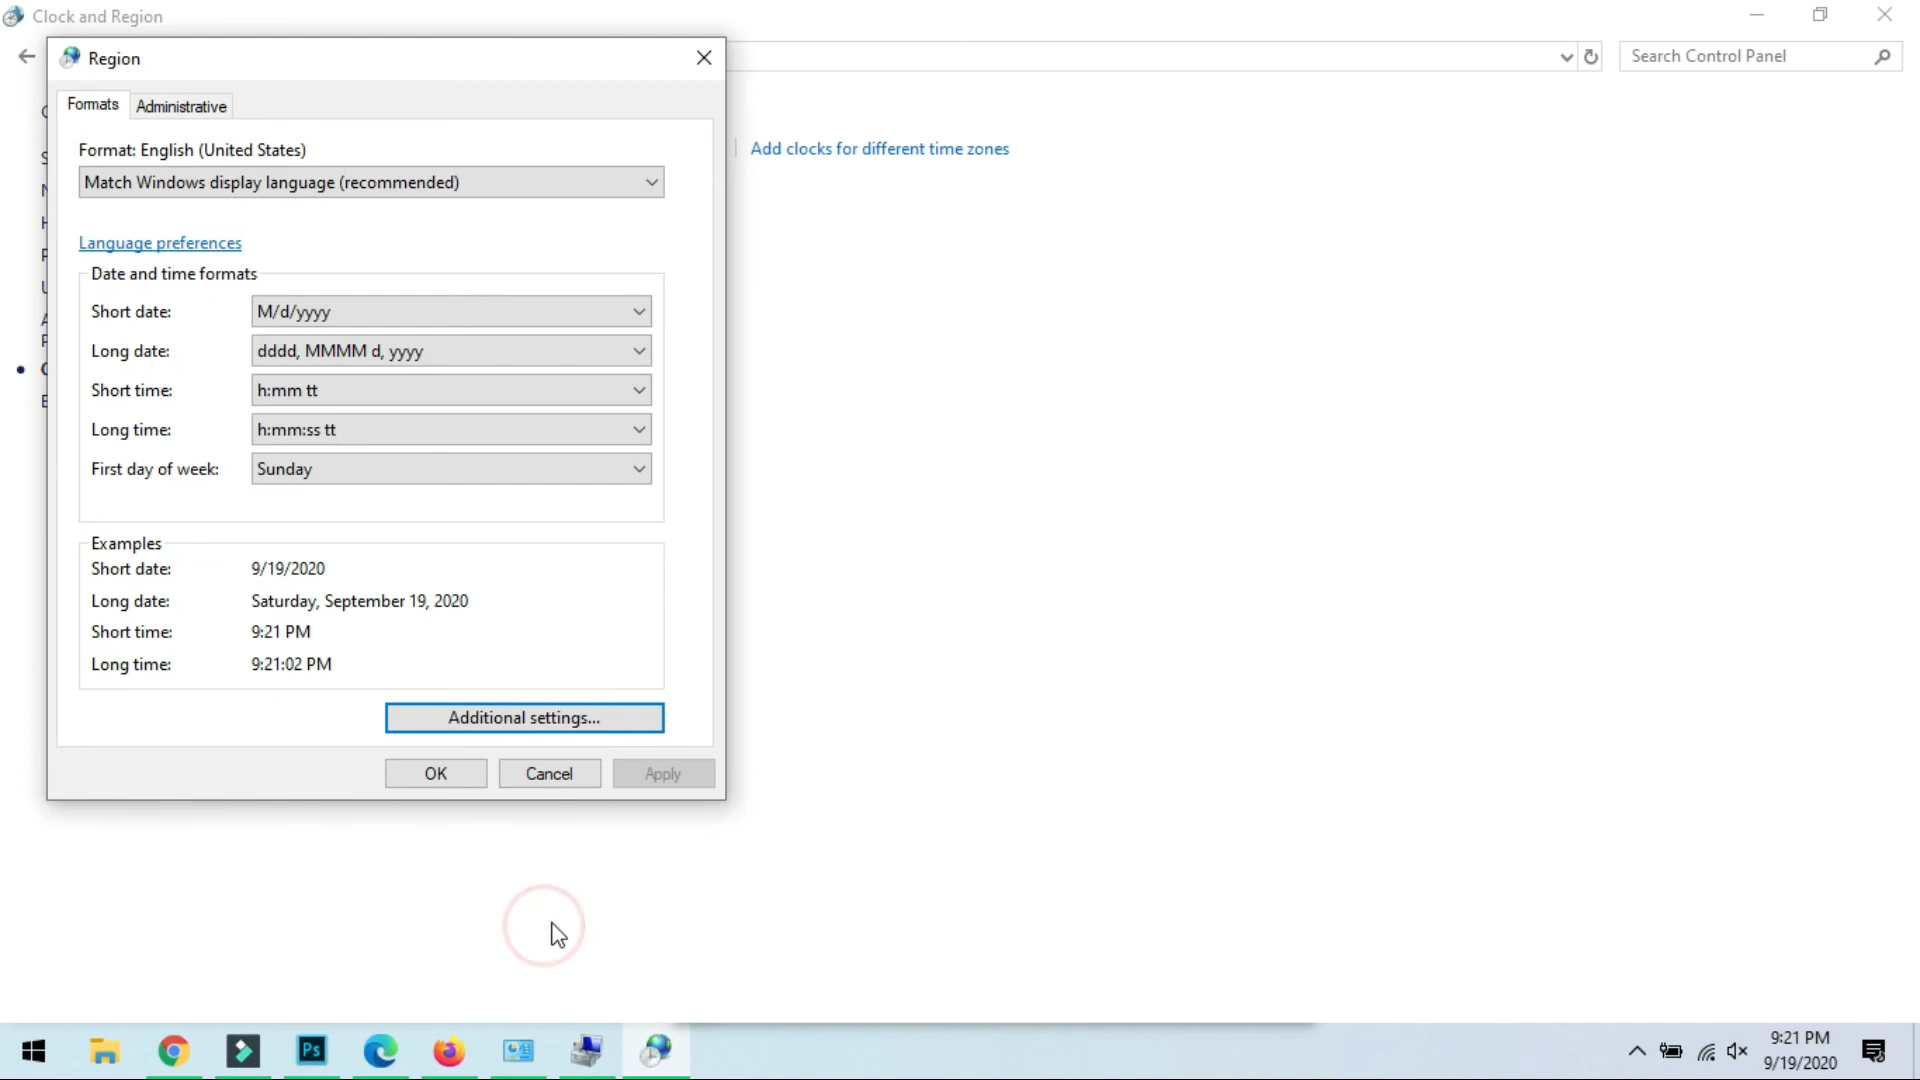 Clock and Region
Region
Search Control Panel
Formats
Administrative
Add clocks for different time zones
Format: English (United States)
Match Windows display language (recommended)
Language preferences
Date and time formats
Short date: M/d/yyyy
Long date: dddd, MMMM d, yyyy
Short time: h:mm tt
Long time: h:mm:ss tt
First day of week: Sunday
Examples
Short date: 9/19/2020
Long date: Saturday, September 19, 2020
Short time: 9:21 PM
Long time: 9:21:02 PM
Additional settings...
OK Cancel Apply
Ps
9:21 PM
9/19/2020